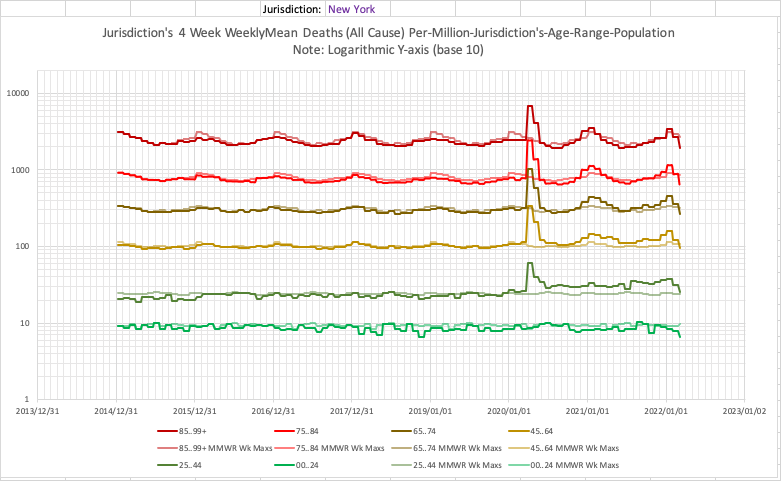 Jurisdiction: New York
Jurisdiction's 4 Week WeeklyMean Deaths (All Cause) Per-Million-Jurisdiction's-Age-Range-Population
Note: Logarithmic Y-axis (base 10)
10000
1000
100
10
1
2013/12/31 2014/12/31 2015/12/31 2016/12/31 2017/12/31 2019/01/01 2020/01/01 2021/01/01 2022/01/01 2023/01/02
85..99+ 75..84 65..74 45..64
85..99+ MMWR Wk Maxs 75..84 MMWR Wk Maxs 65..74 MMWR Wk Maxs 45..64 MMWR Wk Maxs
25..44 00..24 25..44 MMWR Wk Maxs 00..24 MMWR Wk Maxs